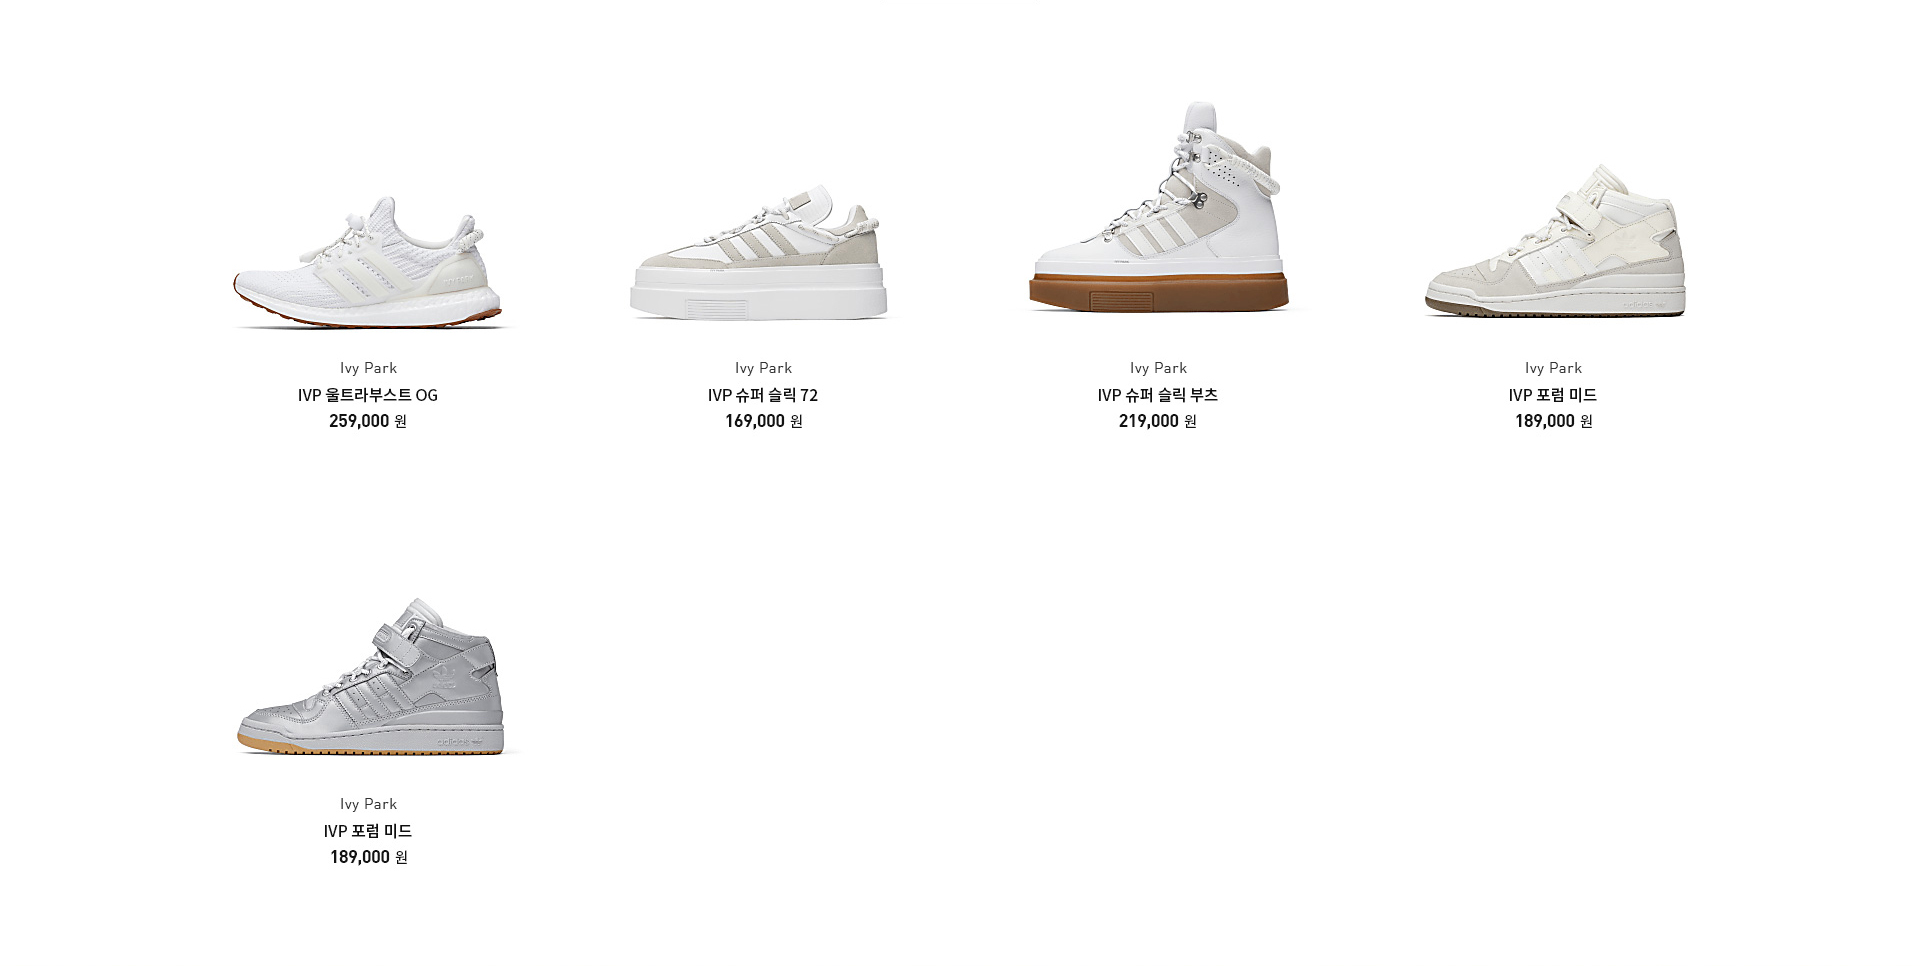 Ivy Park
IVP 울트라부스트 OG
259,000 원
Ivy Park
IVP 슈퍼 슬릭 72
169,000 원
Ivy Park
IVP 슈퍼 슬릭 부츠
219,000 원
Ivy Park
IVP 포럼 미드
189,000 원
Ivy Park
IVP 포럼 미드
189,000 원